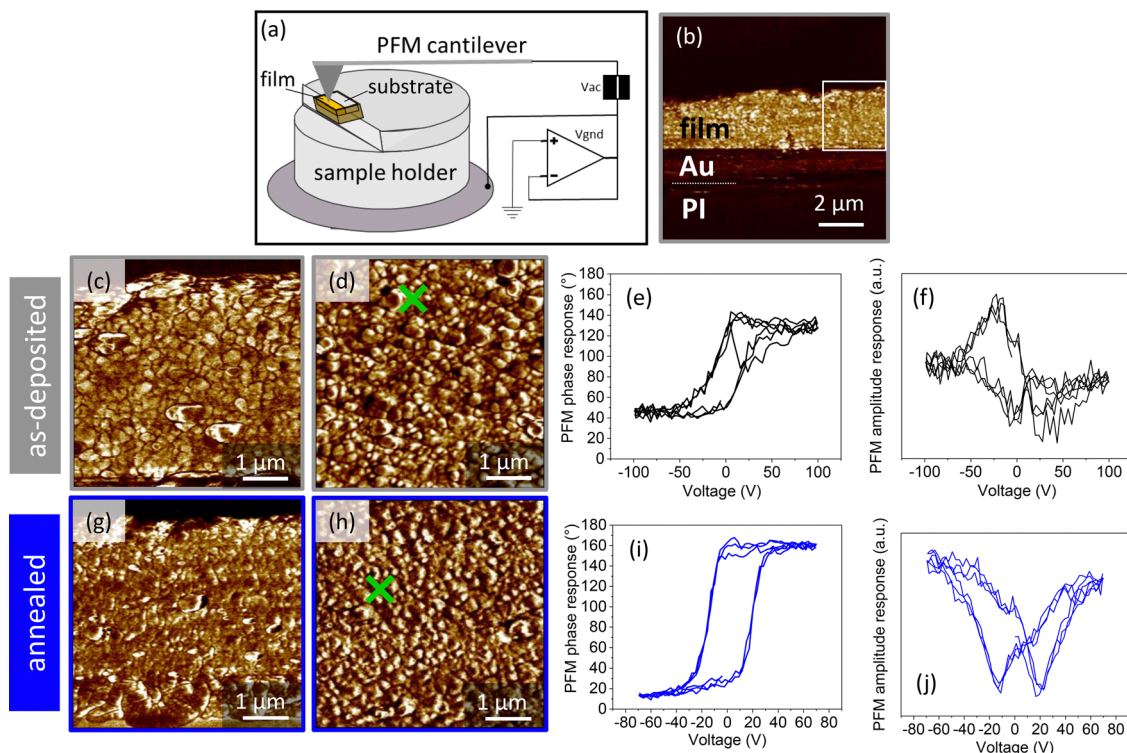 (a)
PFM cantilever
film
substrate
Vac
Vgnd
+
−
sample holder
(b)
film
Au
PI
2 µm
as-deposited
(c)
1 µm
(d)
1 µm
(e)
PFM phase response (°)
180
160
140
120
100
80
60
40
20
0
-100 -50 0 50 100
Voltage (V)
(f)
PFM amplitude response (a.u.)
-100 -50 0 50 100
Voltage (V)
annealed
(g)
1 µm
(h)
1 µm
(i)
PFM phase response (°)
180
160
140
120
100
80
60
40
20
0
-80 -60 -40 -20 0 20 40 60 80
Voltage (V)
(j)
PFM amplitude response (a.u.)
-80 -60 -40 -20 0 20 40 60 80
Voltage (V)